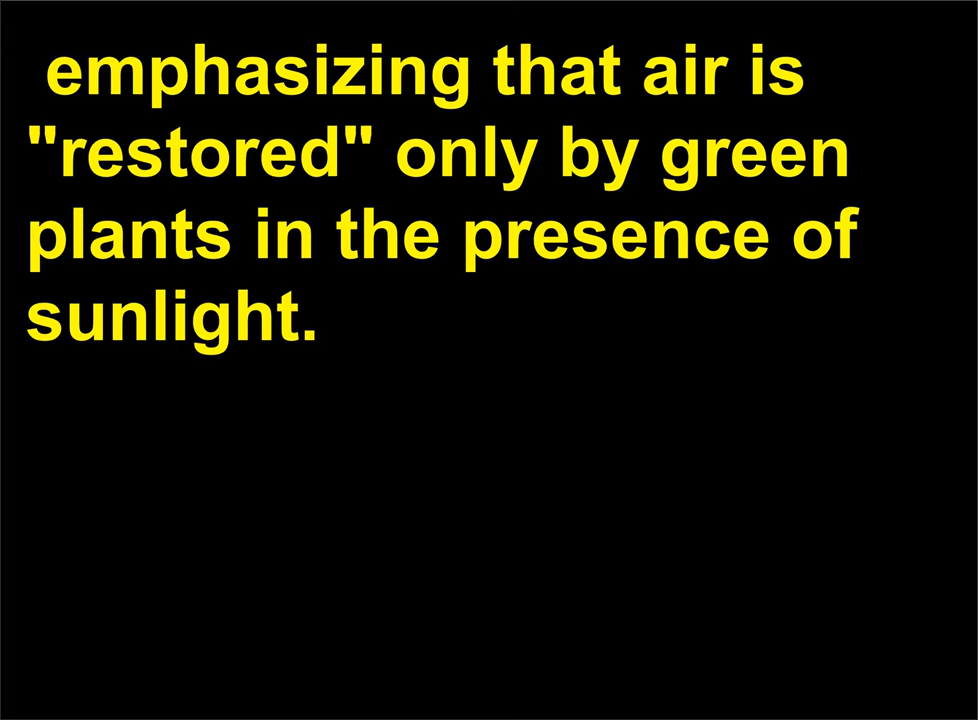 emphasizing that air is
"restored" only by green
plants in the presence of
sunlight.